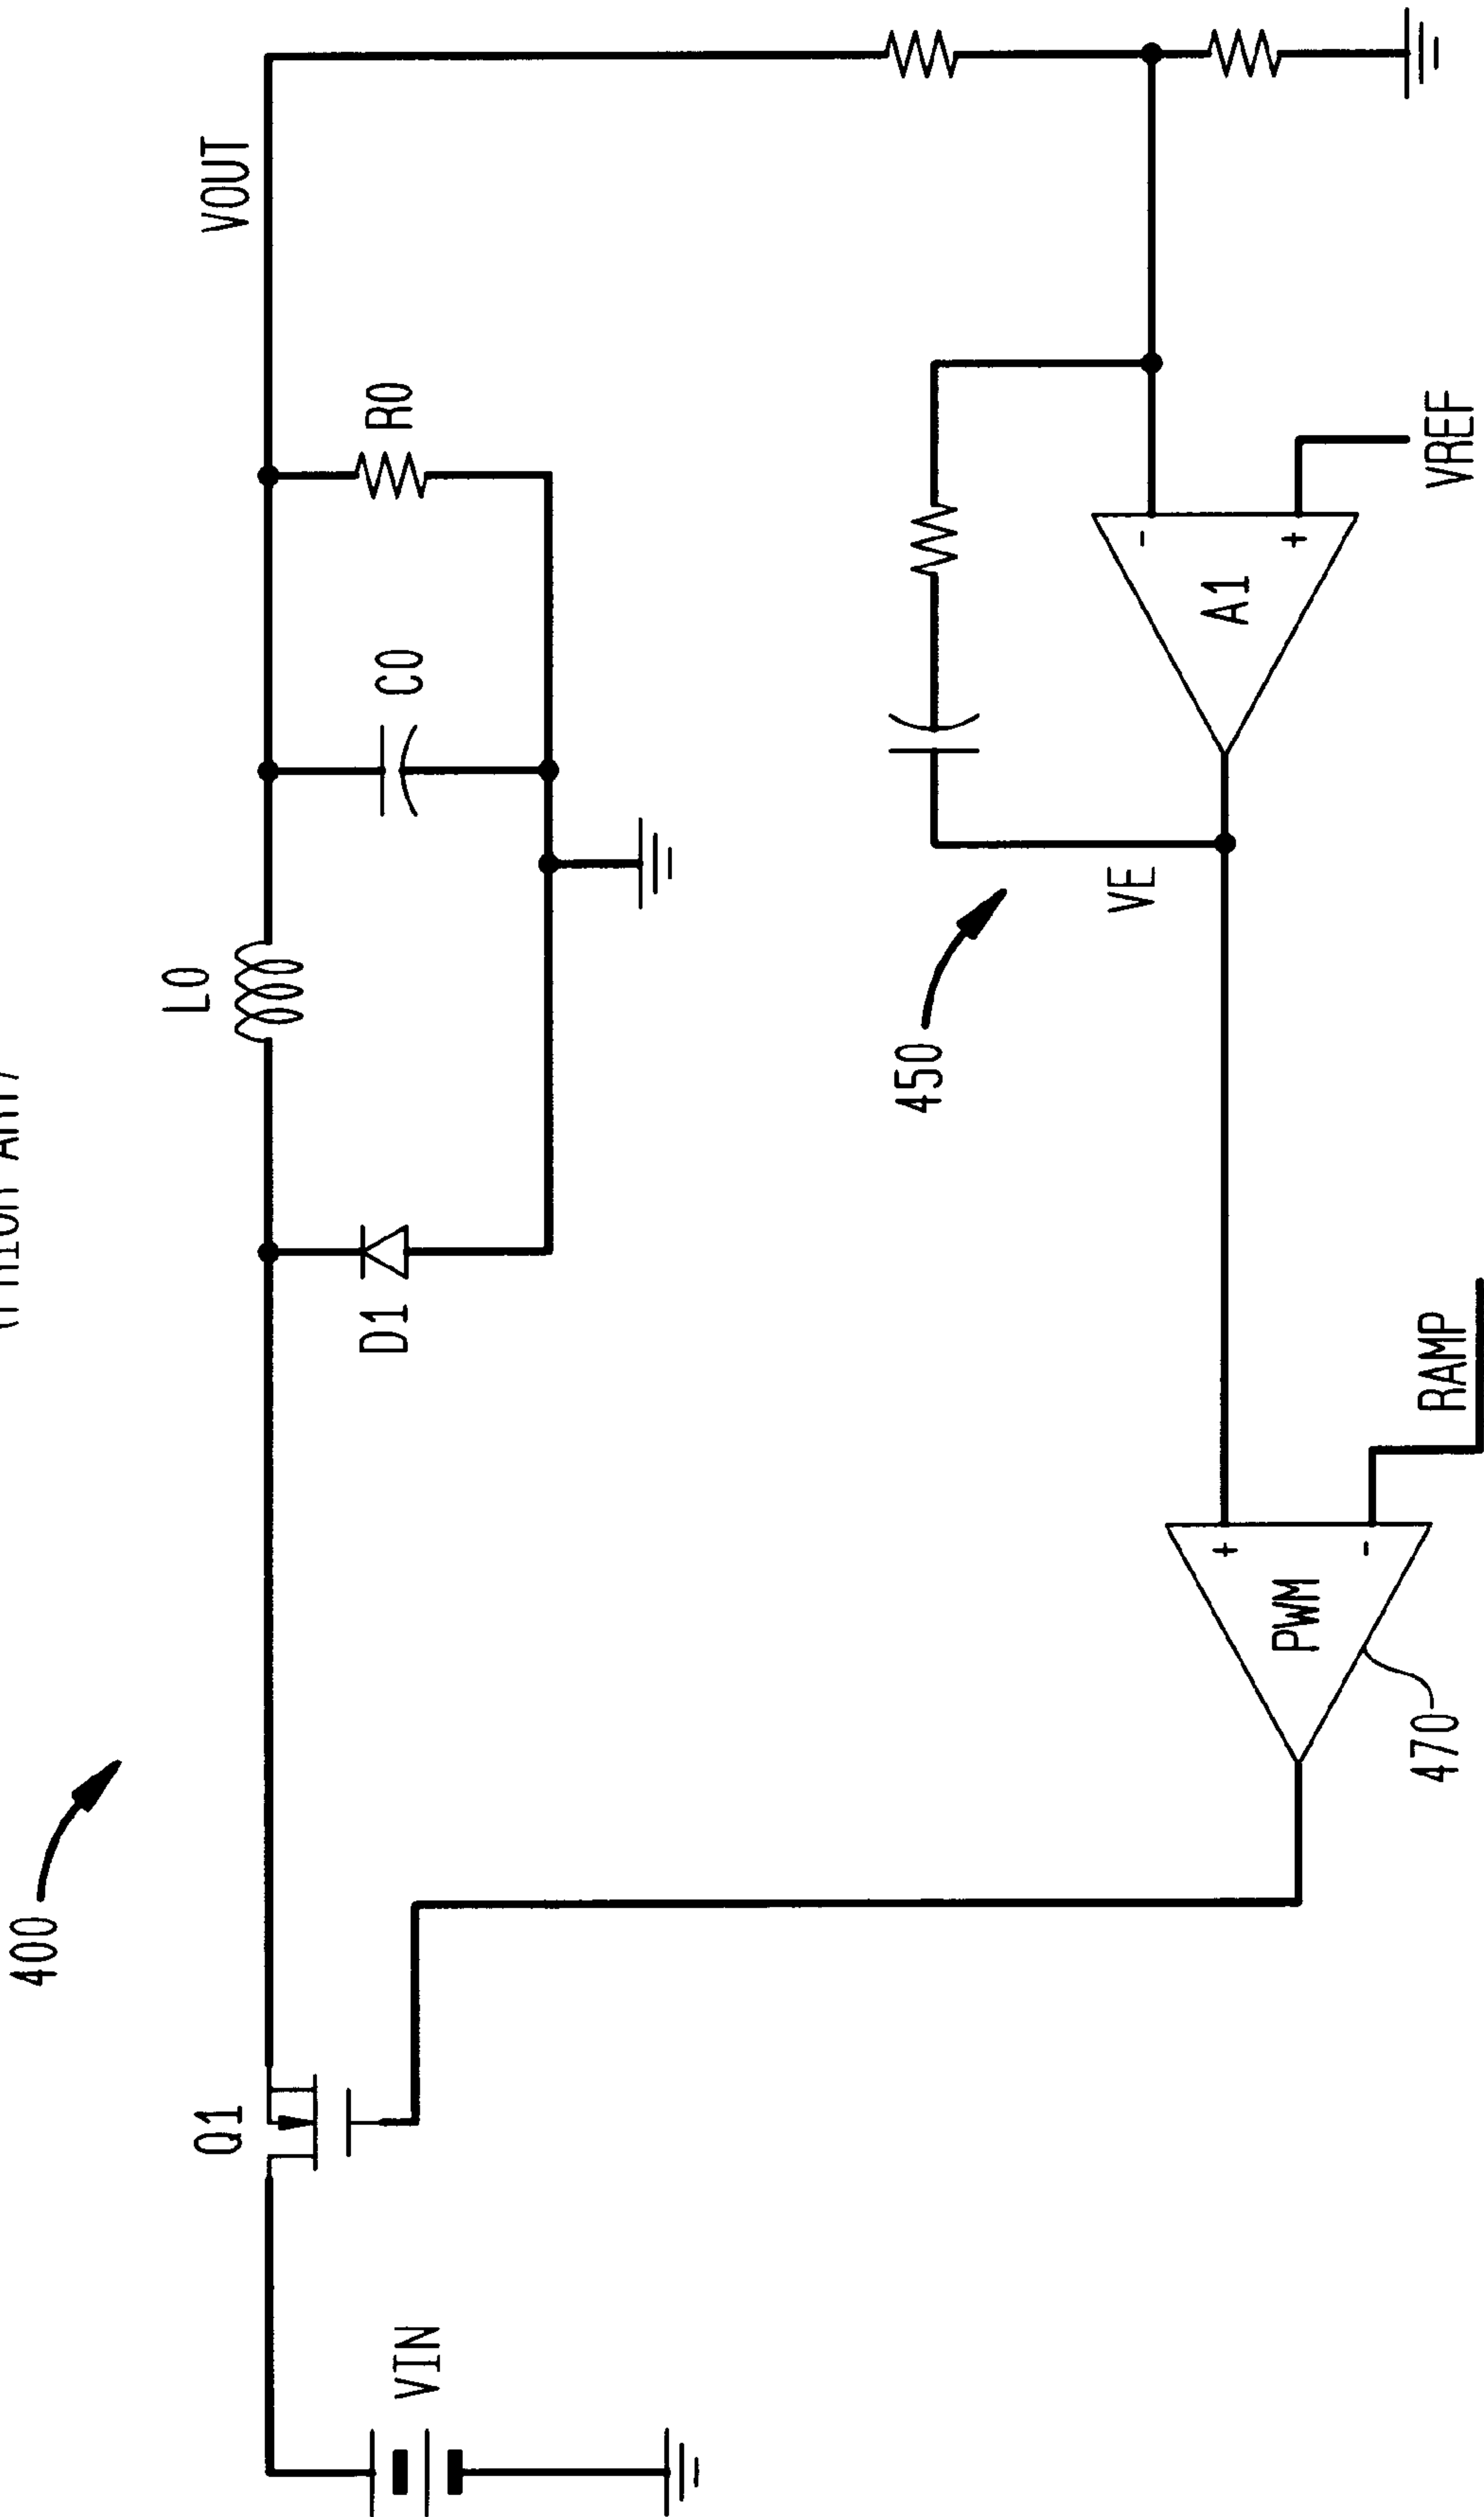 400
Q1
VIN
D1
L0
C0
R0
VOUT
450
VE
A1
-
+
VREF
PWM
+
-
RAMP
470